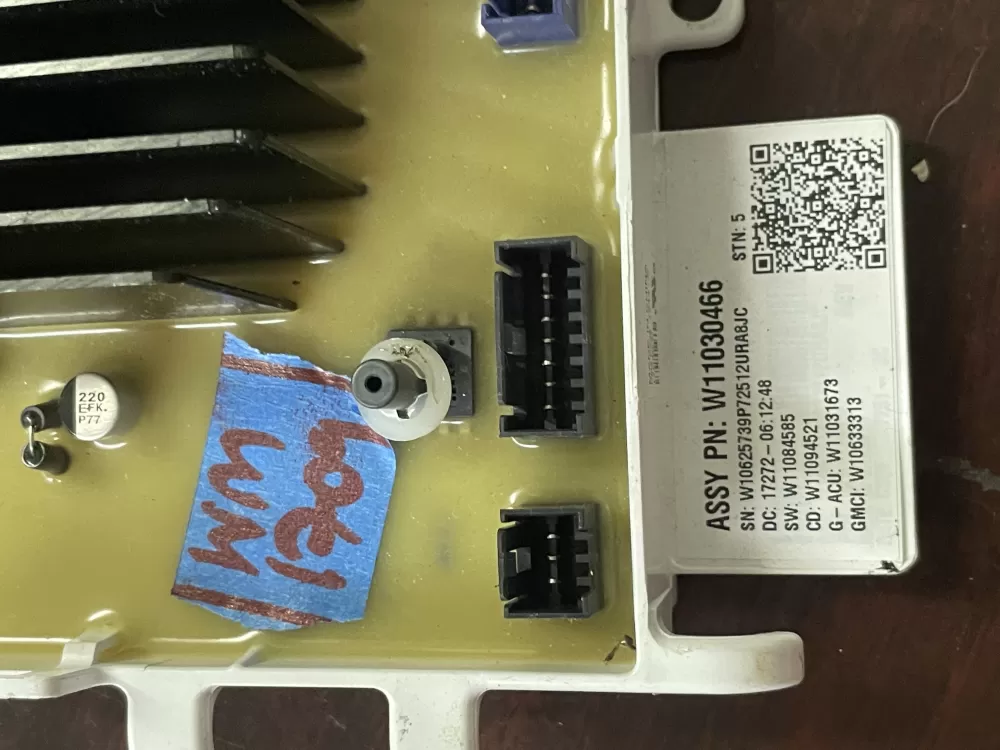 220
EFK.
P77
WM
STN: 5
ASSY PN: W11030466
SN: W10625739P72512URA8JC
DC: 17272-06:12:48
SW: W11084585
CD: W11094521
G-ACU: W11031673
GMCI: W10633313